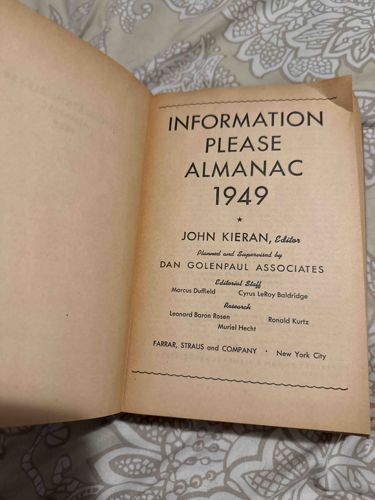 INFORMATION
PLEASE
ALMANAC
1949
JOHN KIERAN, Editor
Planned and Supervised by
DAN GOLENPAUL ASSOCIATES
Editorial Staff
Marcus Duffield Cyrus LeRoy Baldridge
Research
Leonard Baron Rosen Ronald Kurtz
Muriel Hecht
FARRAR, STRAUS and COMPANY · New York City